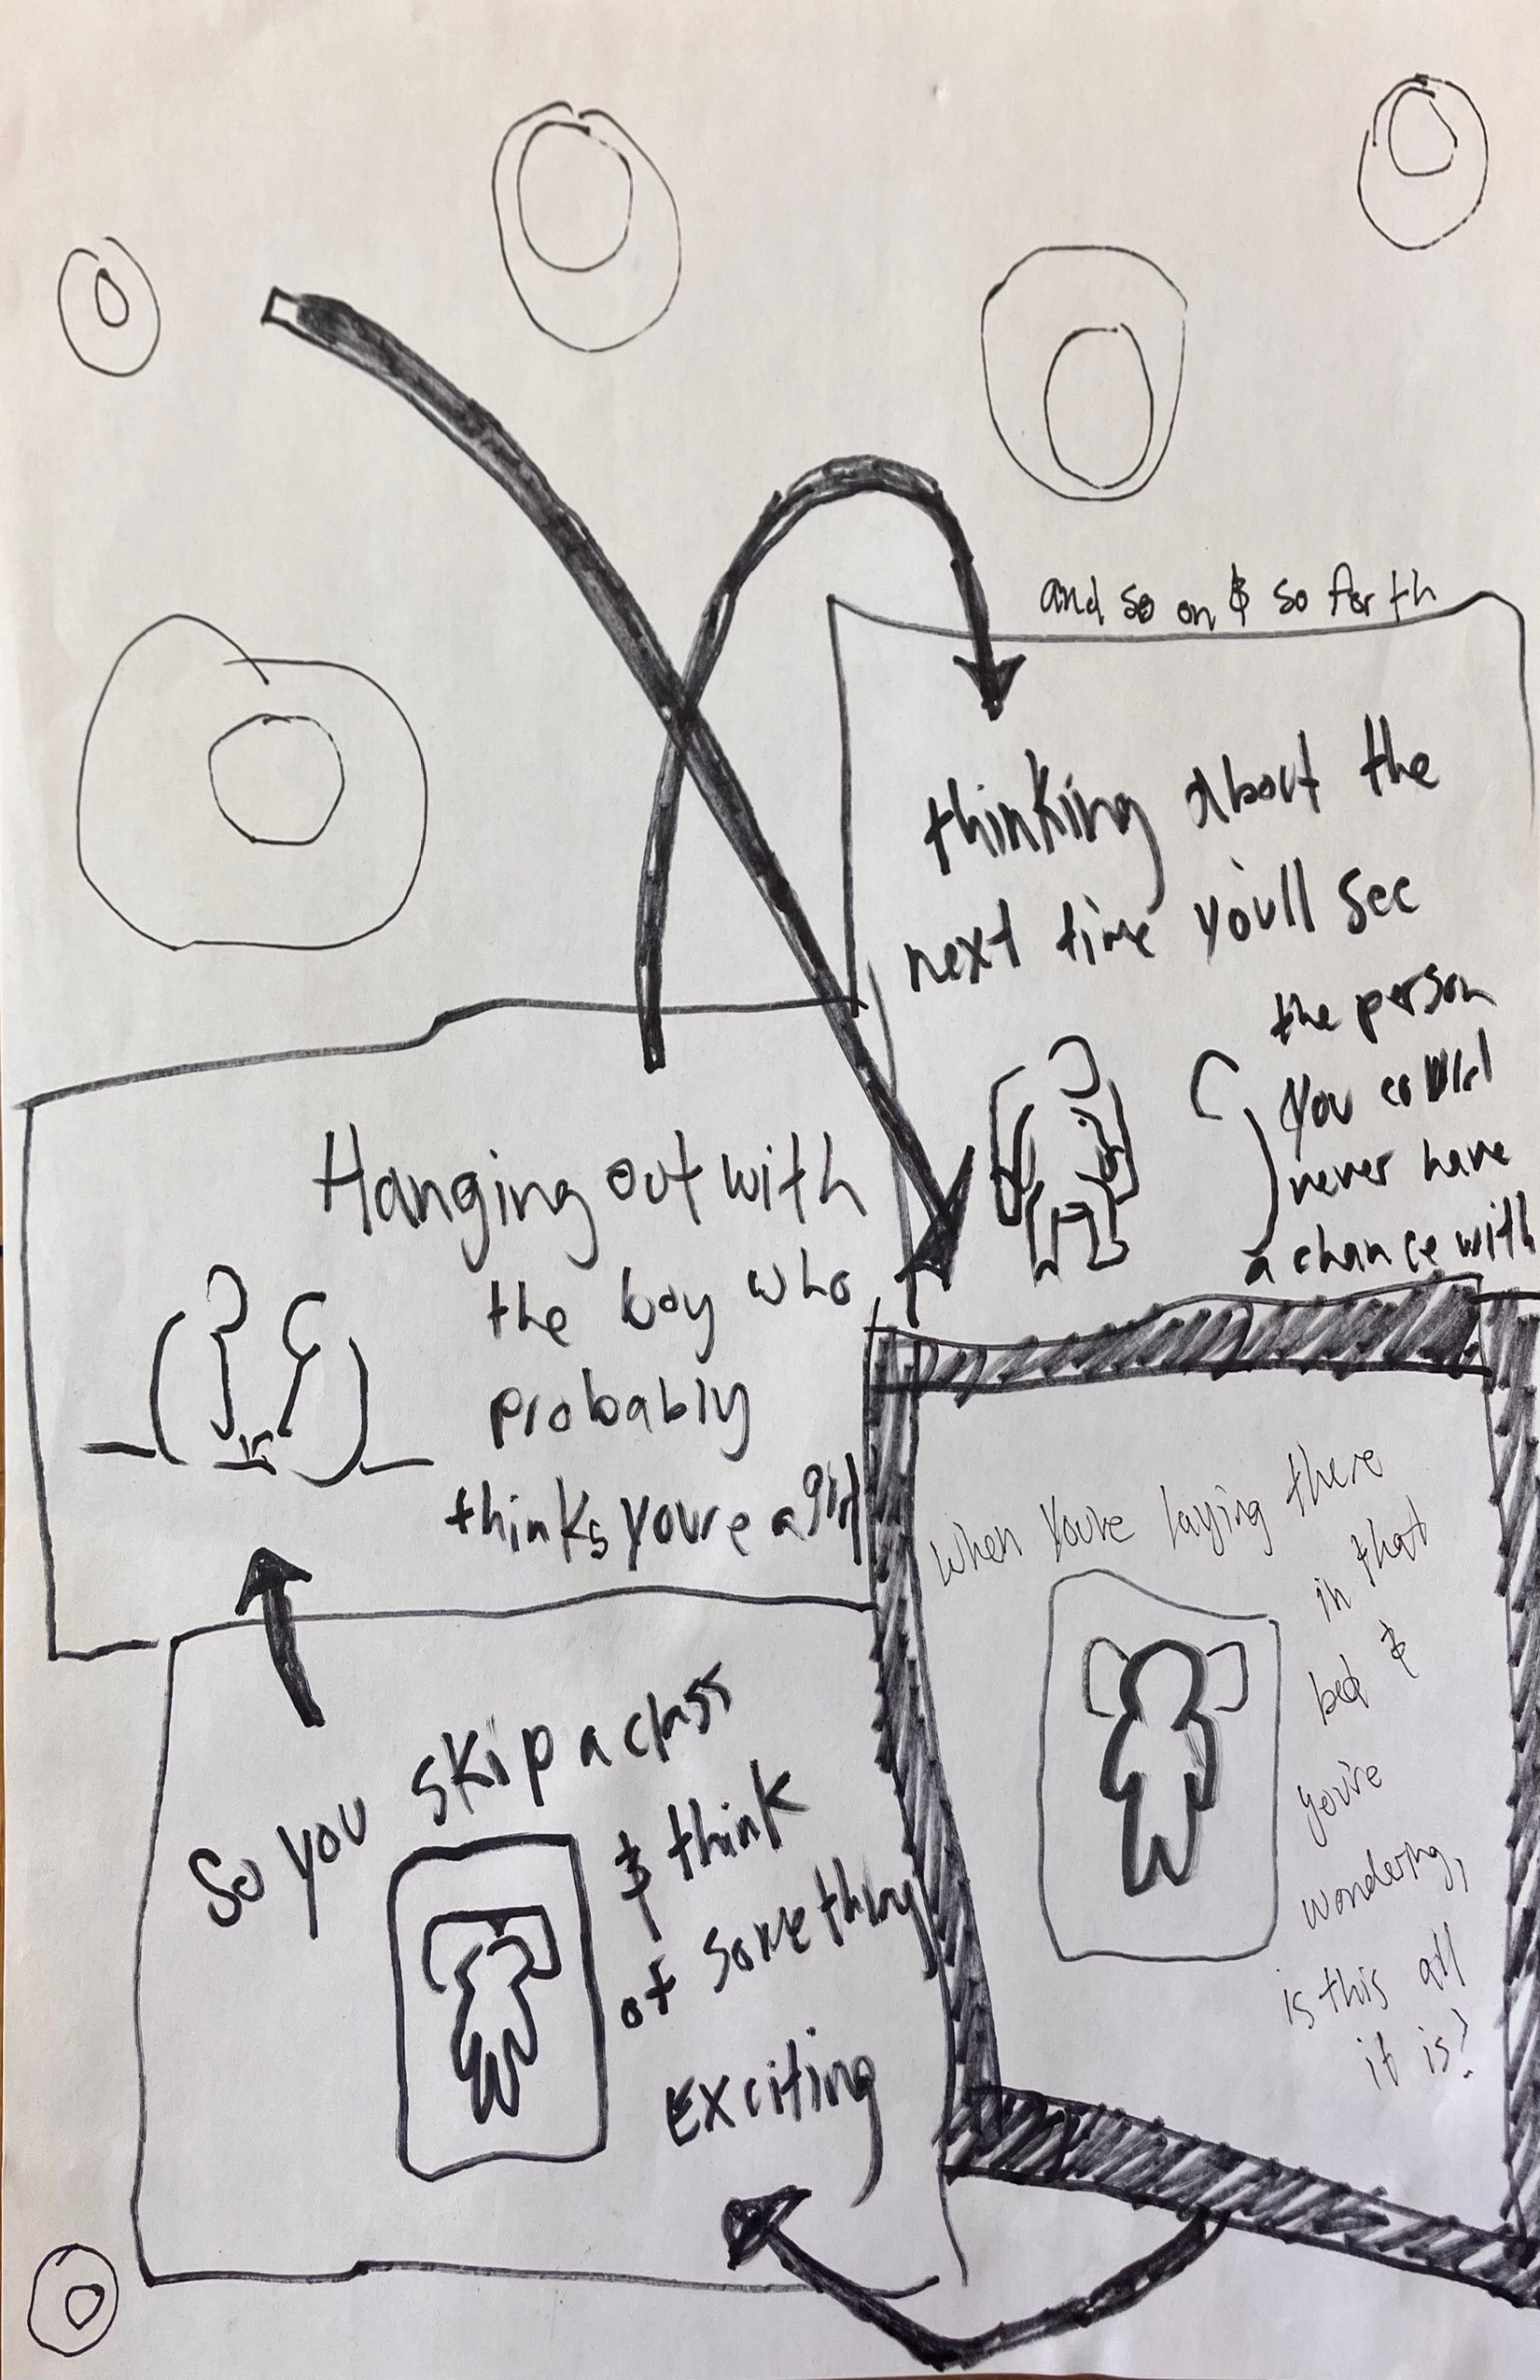 and so on & so forth
thinking about the
next time you'll see
the person
you could
never have
a chance with
Hanging out with
the boy who
probably
thinks you're a girl
When you're laying there
in that
bed &
you're
wondering,
is this all
it is?
So you skip a class
& think
of something
exciting